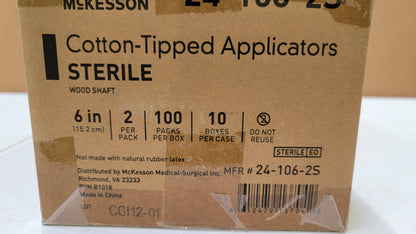 McKESSON 24-106-2S
Cotton-Tipped Applicators
STERILE
WOOD SHAFT
6 in (15.2 cm) | 2 PER PACK | 100 PACKS PER BOX | 10 BOXES PER CASE | DO NOT REUSE
STERILE EO
Not made with natural rubber latex
Distributed by McKesson Medical-Surgical Inc. MFR # 24-106-2S
Richmond, VA 23233
P/N B1018
Made in China
LOT